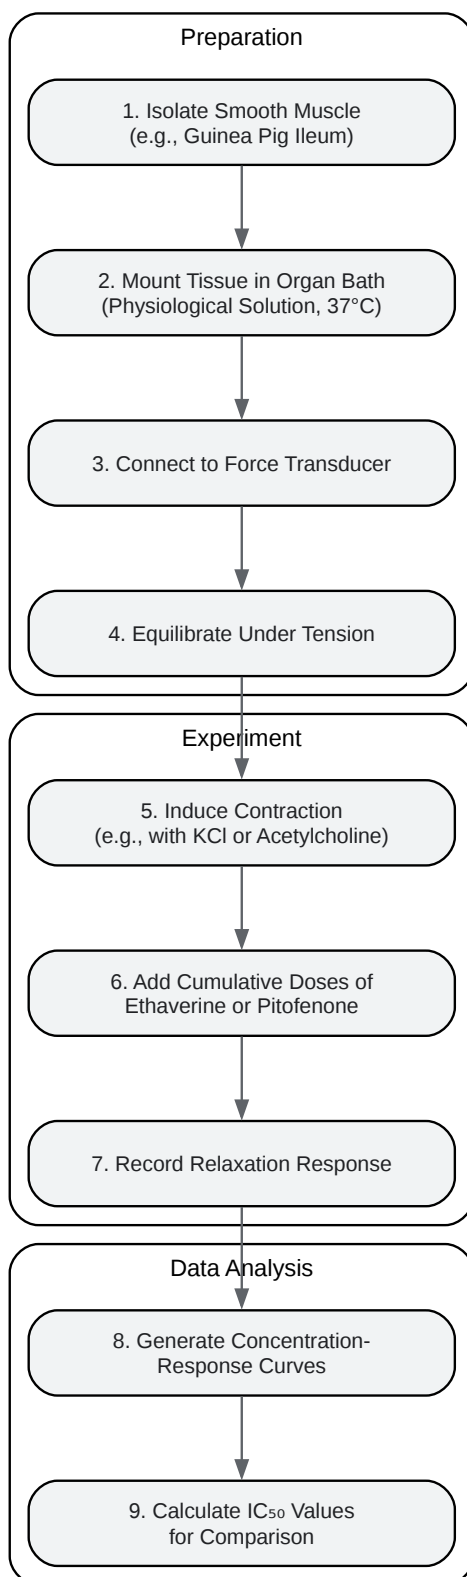 Preparation
1. Isolate Smooth Muscle
(e.g., Guinea Pig Ileum)
2. Mount Tissue in Organ Bath
(Physiological Solution, 37°C)
3. Connect to Force Transducer
4. Equilibrate Under Tension
Experiment
5. Induce Contraction
(e.g., with KCl or Acetylcholine)
6. Add Cumulative Doses of
Ethaverine or Pitofenone
7. Record Relaxation Response
Data Analysis
8. Generate Concentration-
Response Curves
9. Calculate IC₅₀ Values
for Comparison